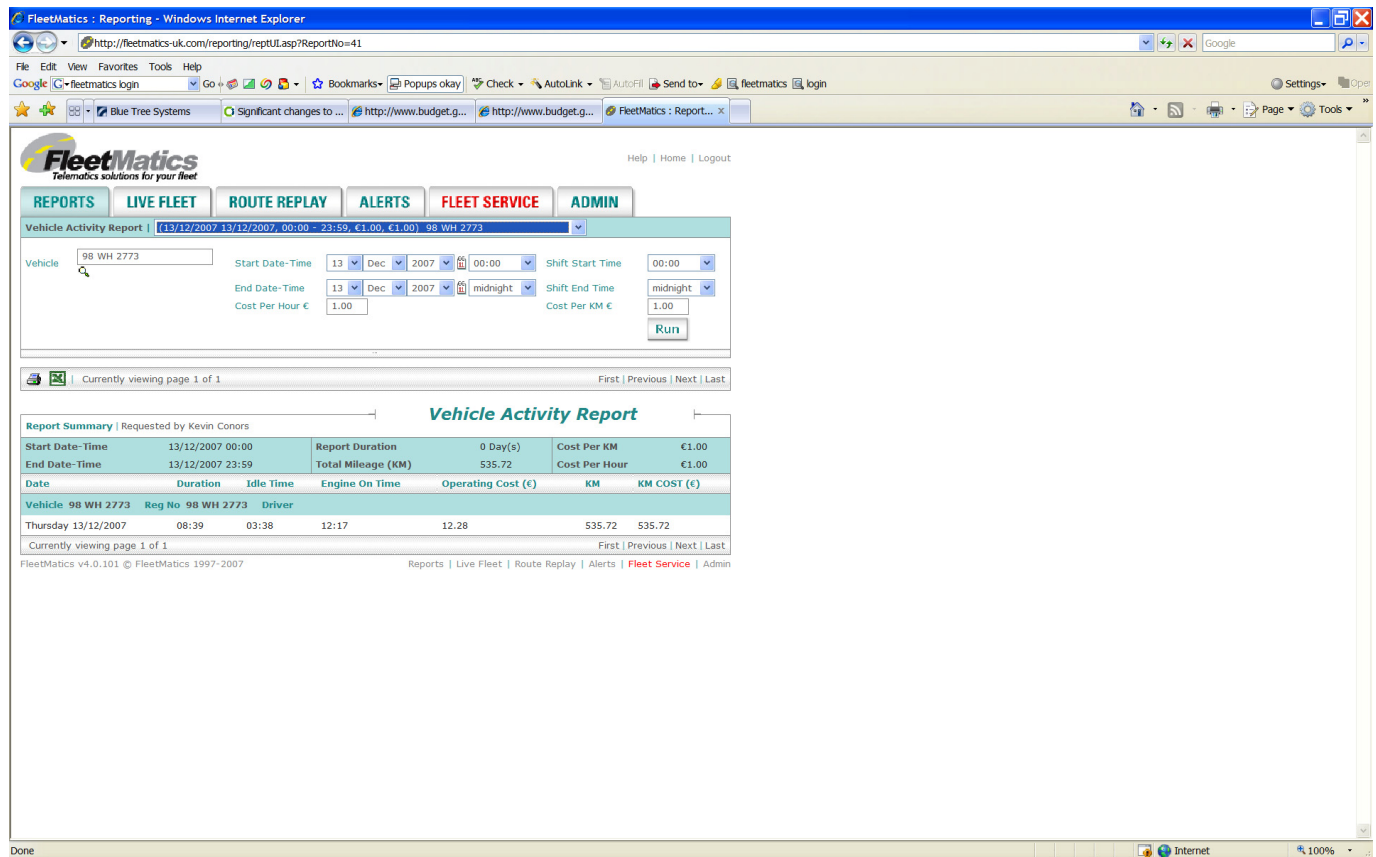 FleetMatics : Reporting - Windows Internet Explorer
http://fleetmatics-uk.com/reporting/reptUI.asp?ReportNo=41
Google
File Edit View Favorites Tools Help
Google G fleetmatics login Go Bookmarks Popups okay Check AutoLink AutoFill Send to fleetmatics login Settings
Blue Tree Systems Significant changes to ... http://www.budget.g... http://www.budget.g... FleetMatics : Report... x Page Tools »
FleetMatics
Telematics solutions for your fleet
Help | Home | Logout
REPORTS LIVE FLEET ROUTE REPLAY ALERTS FLEET SERVICE ADMIN
Vehicle Activity Report | (13/12/2007 13/12/2007, 00:00 - 23:59, €1.00, €1.00) 98 WH 2773
Vehicle 98 WH 2773 Start Date-Time 13 Dec 2007 00:00 Shift Start Time 00:00
End Date-Time 13 Dec 2007 midnight Shift End Time midnight
Cost Per Hour € 1.00 Cost Per KM € 1.00
Run
| Currently viewing page 1 of 1 First | Previous | Next | Last
Vehicle Activity Report
Report Summary | Requested by Kevin Conors
Start Date-Time 13/12/2007 00:00 Report Duration 0 Day(s) Cost Per KM €1.00
End Date-Time 13/12/2007 23:59 Total Mileage (KM) 535.72 Cost Per Hour €1.00
Date Duration Idle Time Engine On Time Operating Cost (€) KM KM COST (€)
Vehicle 98 WH 2773 Reg No 98 WH 2773 Driver
Thursday 13/12/2007 08:39 03:38 12:17 12.28 535.72 535.72
Currently viewing page 1 of 1 First | Previous | Next | Last
FleetMatics v4.0.101 © FleetMatics 1997-2007 Reports | Live Fleet | Route Replay | Alerts | Fleet Service | Admin
Done Internet 100%